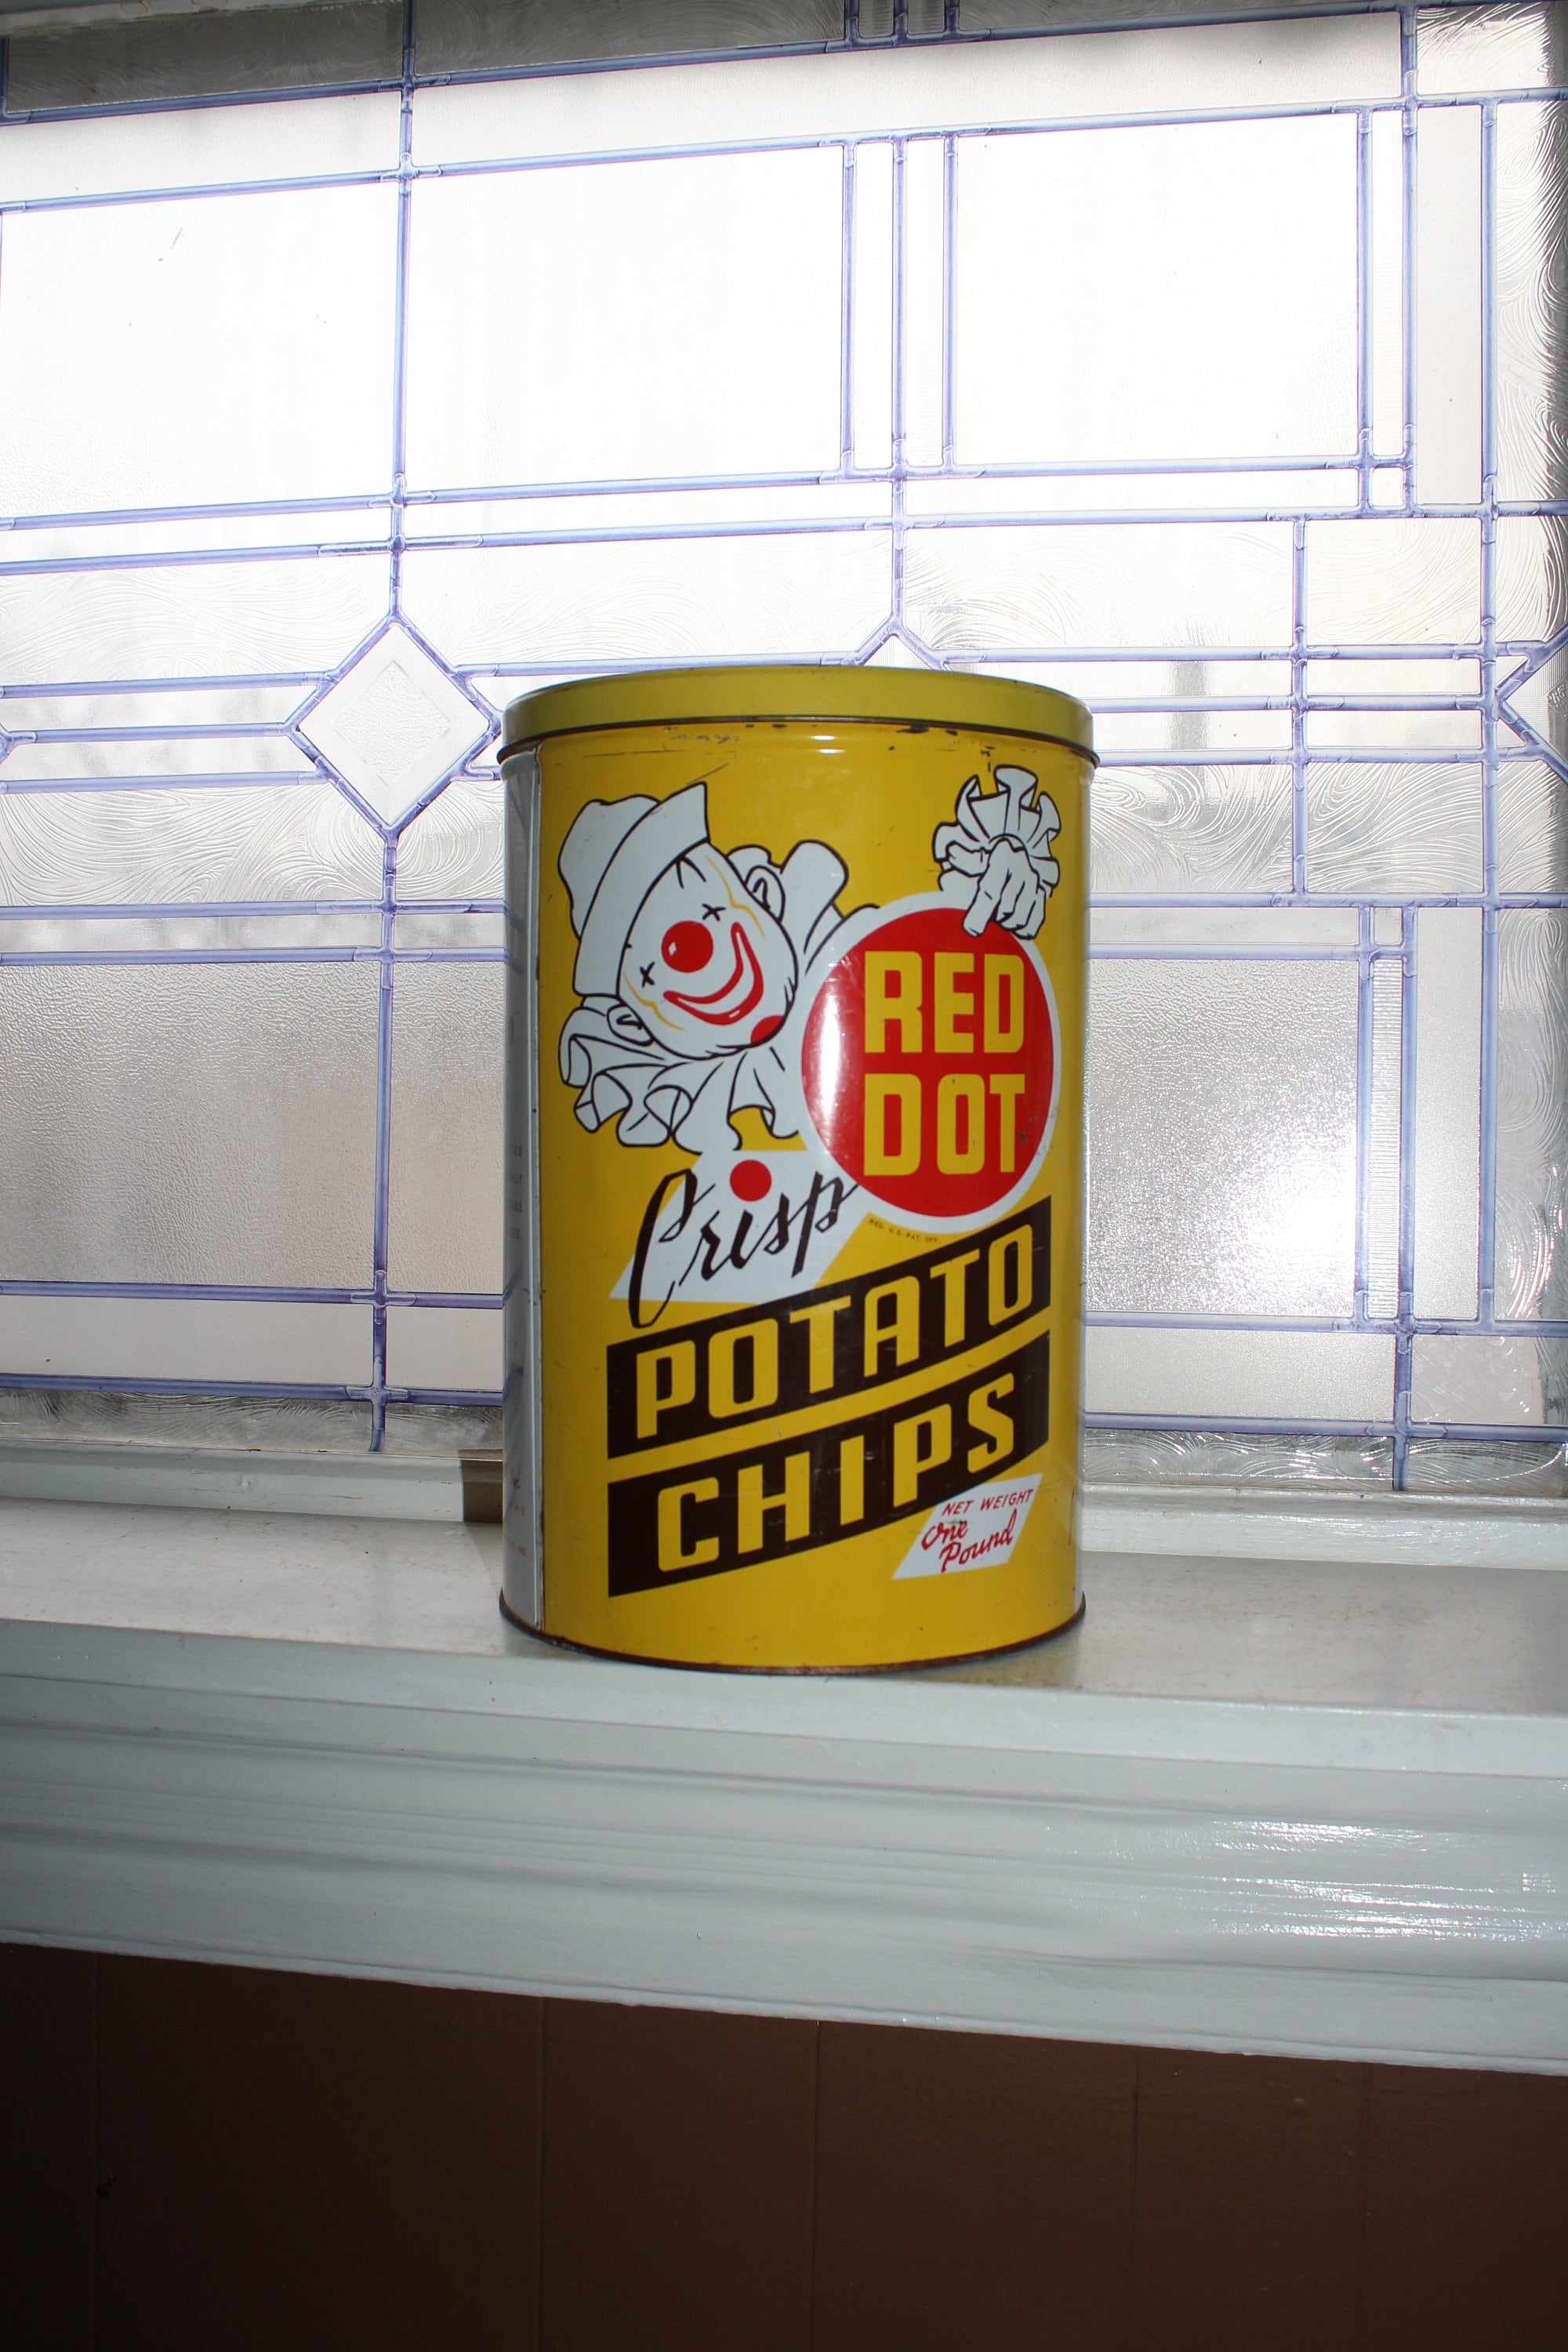 RED
DOT
Crisp
REG. U.S. PAT. OFF.
POTATO
CHIPS
NET WEIGHT
One
Pound